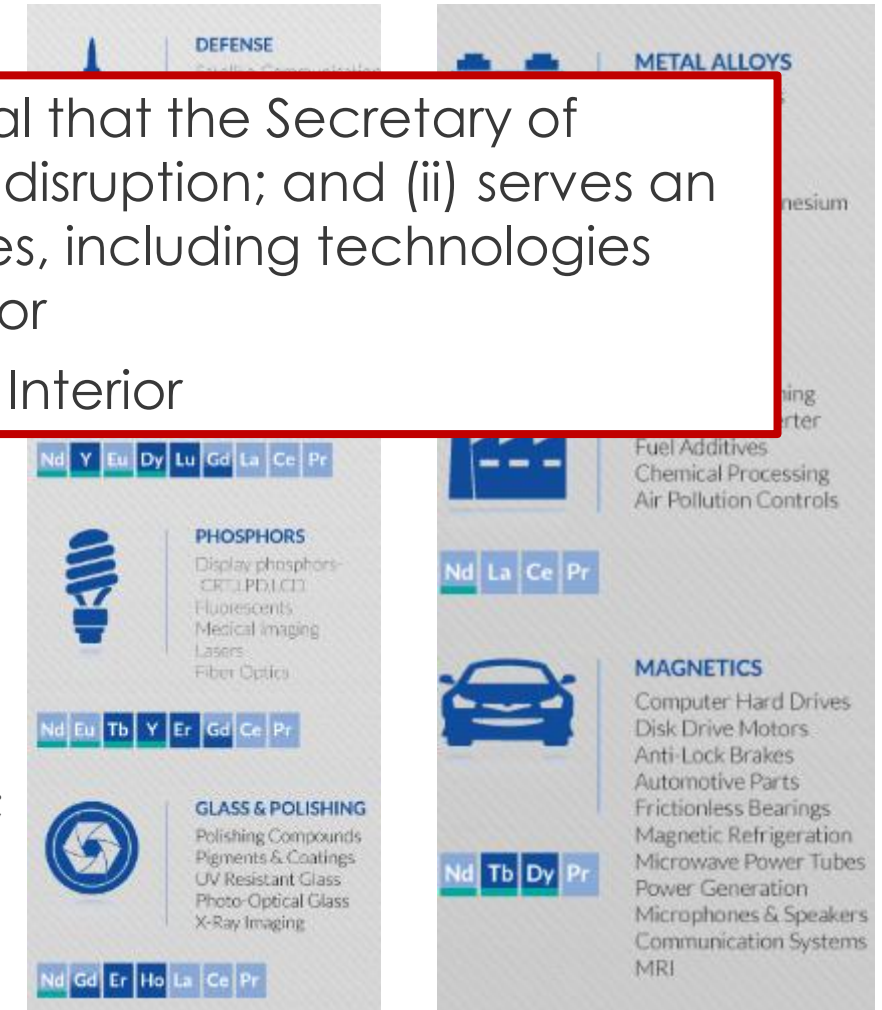 DEFENSE
METAL ALLOYS
al that the Secretary of
disruption; and (ii) serves an
es, including technologies
or
Interior
nesium
ning
erter
Fuel Additives
Chemical Processing
Air Pollution Controls
Nd Y Eu Dy Lu Gd La Ce Pr
PHOSPHORS
Display phosphors-
CRT,LPD,LCD
Fluorescents
Medical Imaging
Lasers
Fiber Optics
Nd La Ce Pr
Nd Eu Tb Y Er Gd Ce Pr
MAGNETICS
Computer Hard Drives
Disk Drive Motors
Anti-Lock Brakes
Automotive Parts
Frictionless Bearings
Magnetic Refrigeration
Microwave Power Tubes
Power Generation
Microphones & Speakers
Communication Systems
MRI
Nd Tb Dy Pr
GLASS & POLISHING
Polishing Compounds
Pigments & Coatings
UV Resistant Glass
Photo-Optical Glass
X-Ray Imaging
Nd Gd Er Ho La Ce Pr